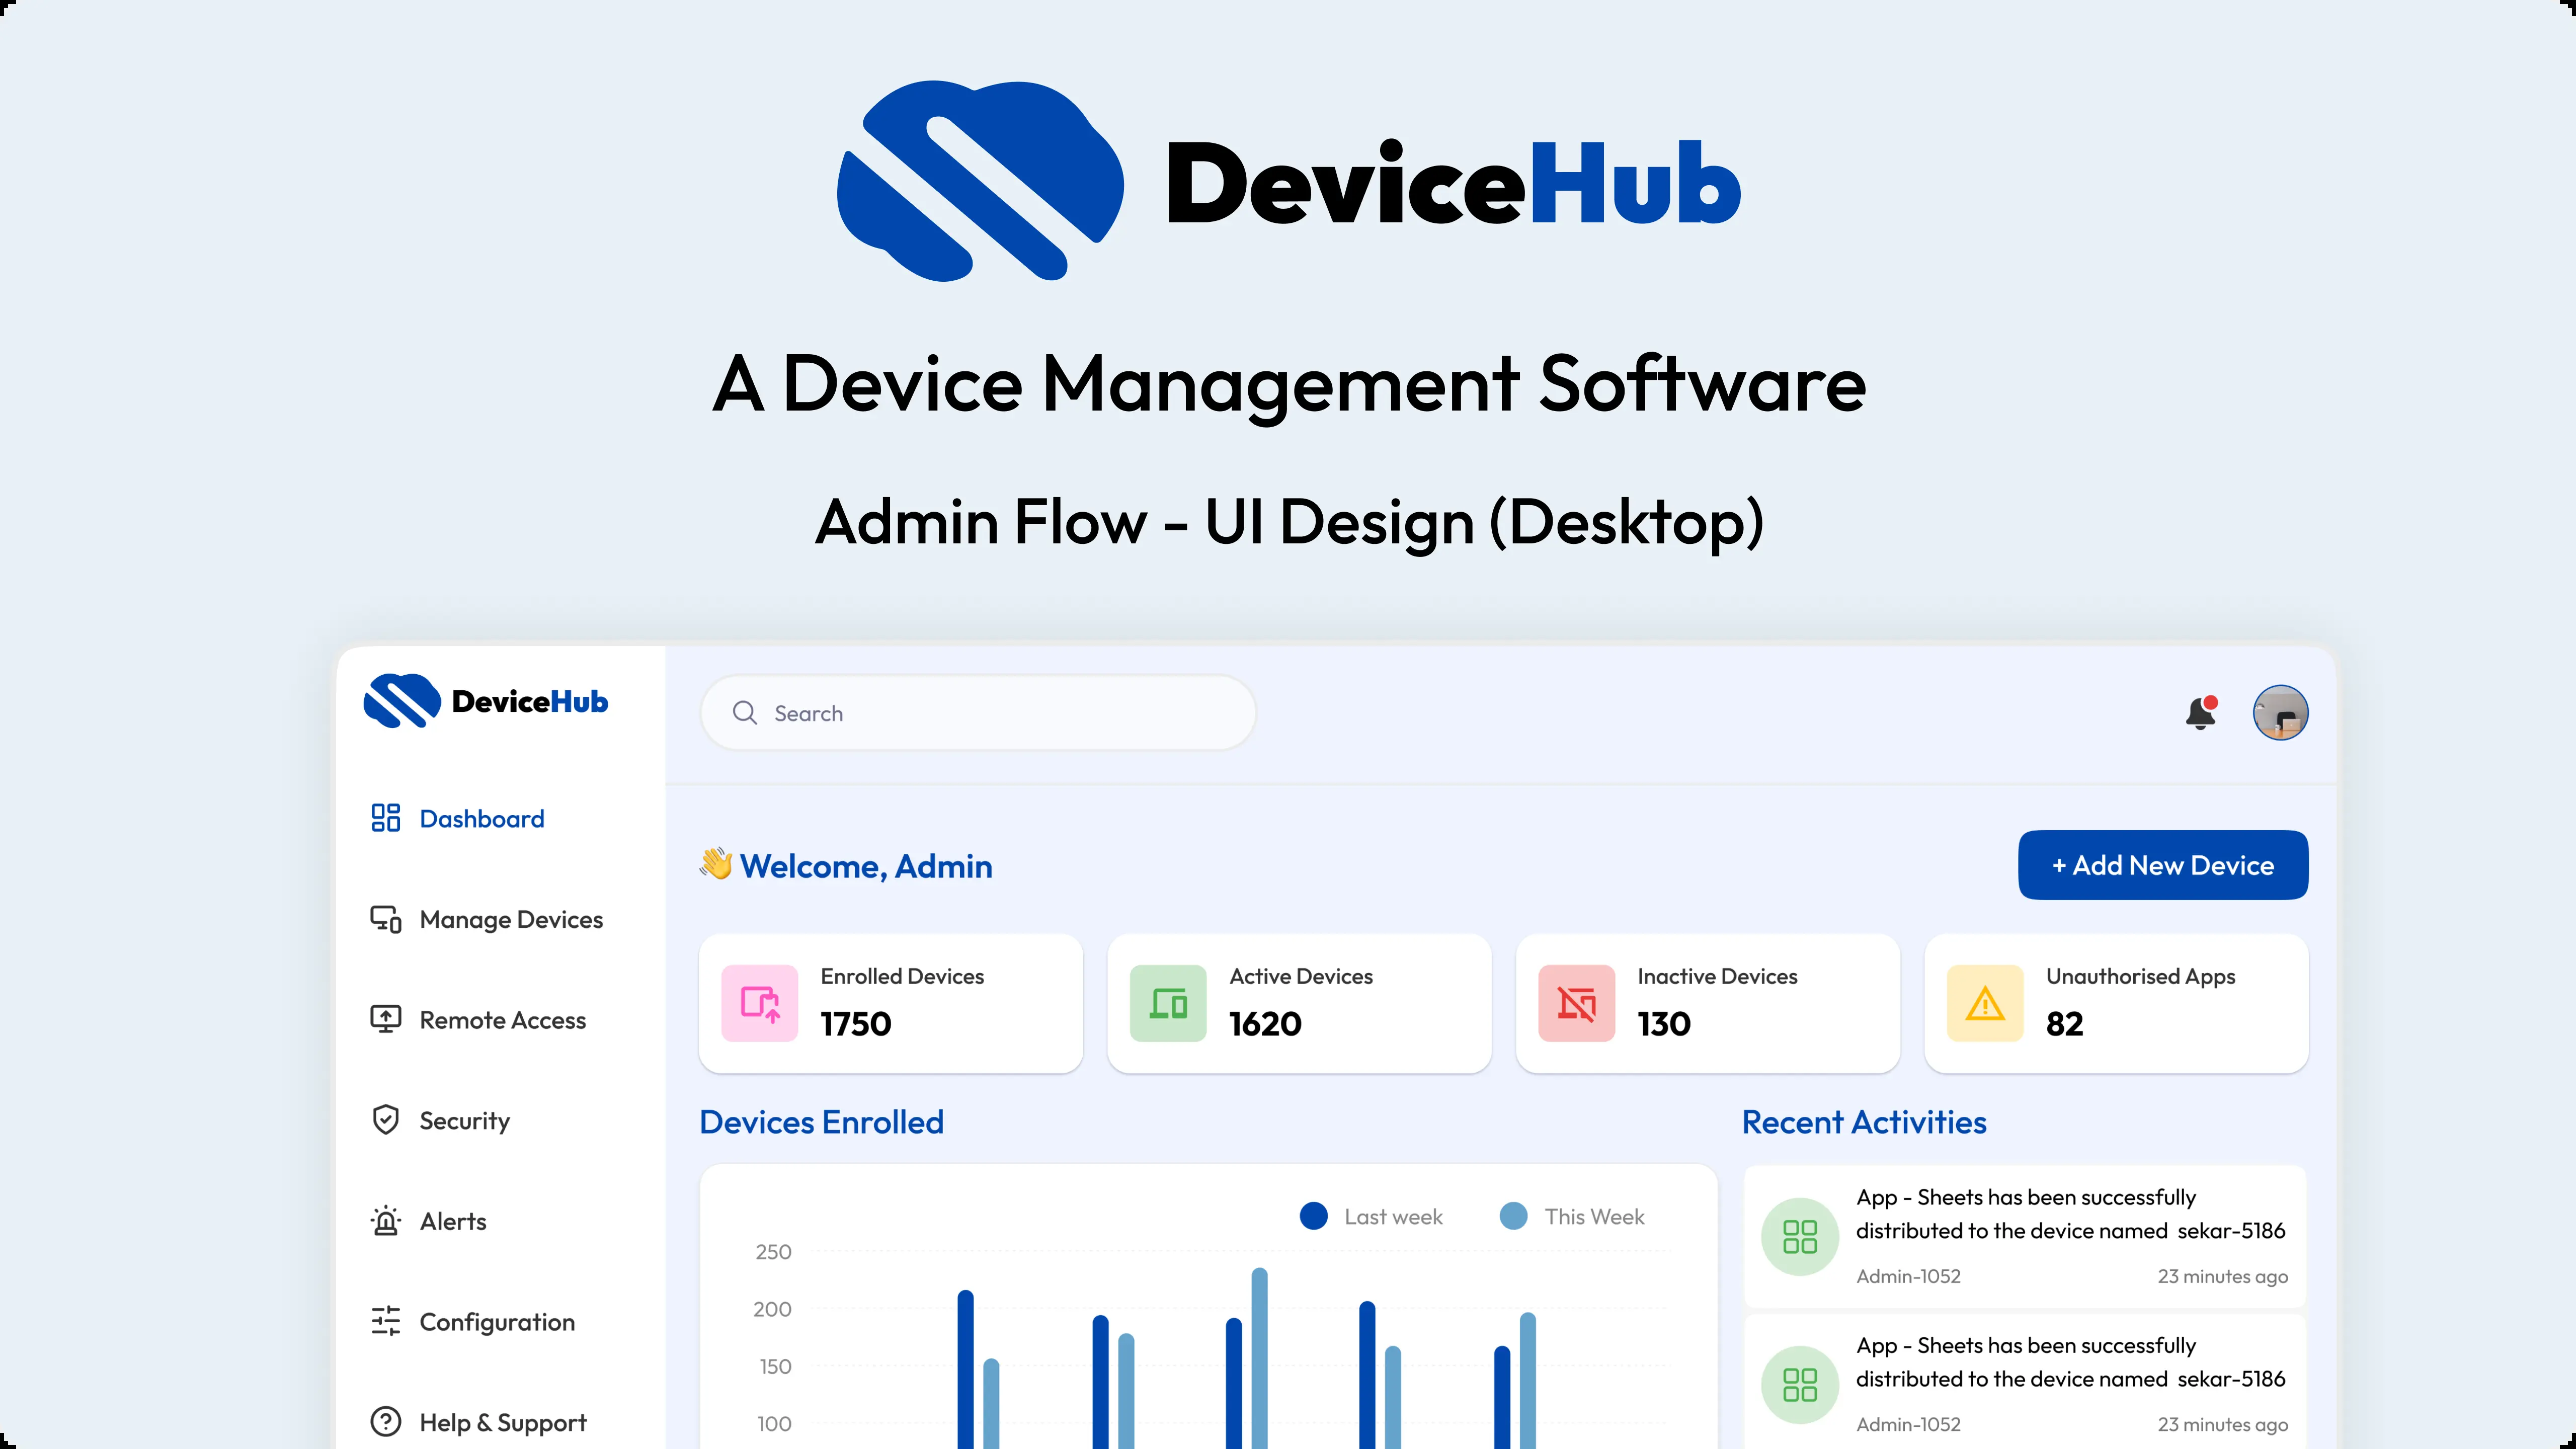 DeviceHub
A Device Management Software
Admin Flow - UI Design (Desktop)
DeviceHub
Search
Dashboard
Manage Devices
Remote Access
Security
Alerts
Configuration
Help & Support
👋 Welcome, Admin
+ Add New Device
Enrolled Devices
1750
Active Devices
1620
Inactive Devices
130
Unauthorised Apps
82
Devices Enrolled
Last week
This Week
250
200
150
100
Recent Activities
App - Sheets has been successfully
distributed to the device named sekar-5186
Admin-1052
23 minutes ago
App - Sheets has been successfully
distributed to the device named sekar-5186
Admin-1052
23 minutes ago